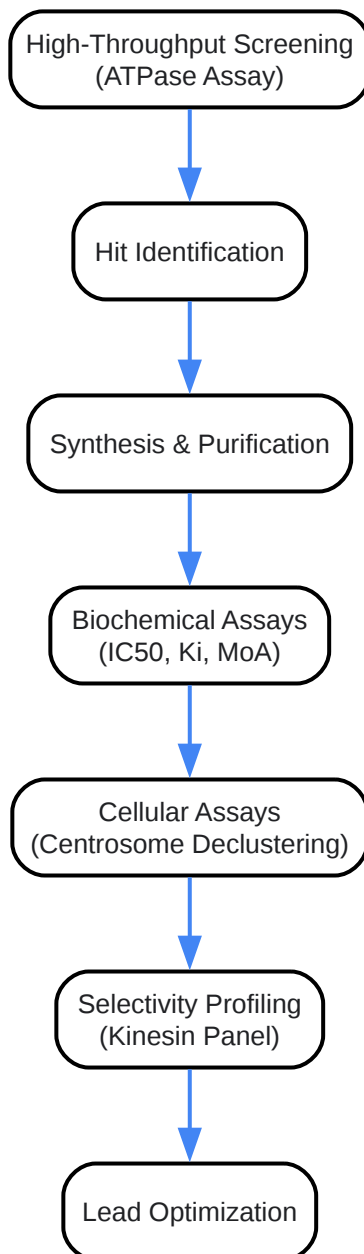 High-Throughput Screening
(ATPase Assay)
Hit Identification
Synthesis & Purification
Biochemical Assays
(IC50, Ki, MoA)
Cellular Assays
(Centrosome Declustering)
Selectivity Profiling
(Kinesin Panel)
Lead Optimization